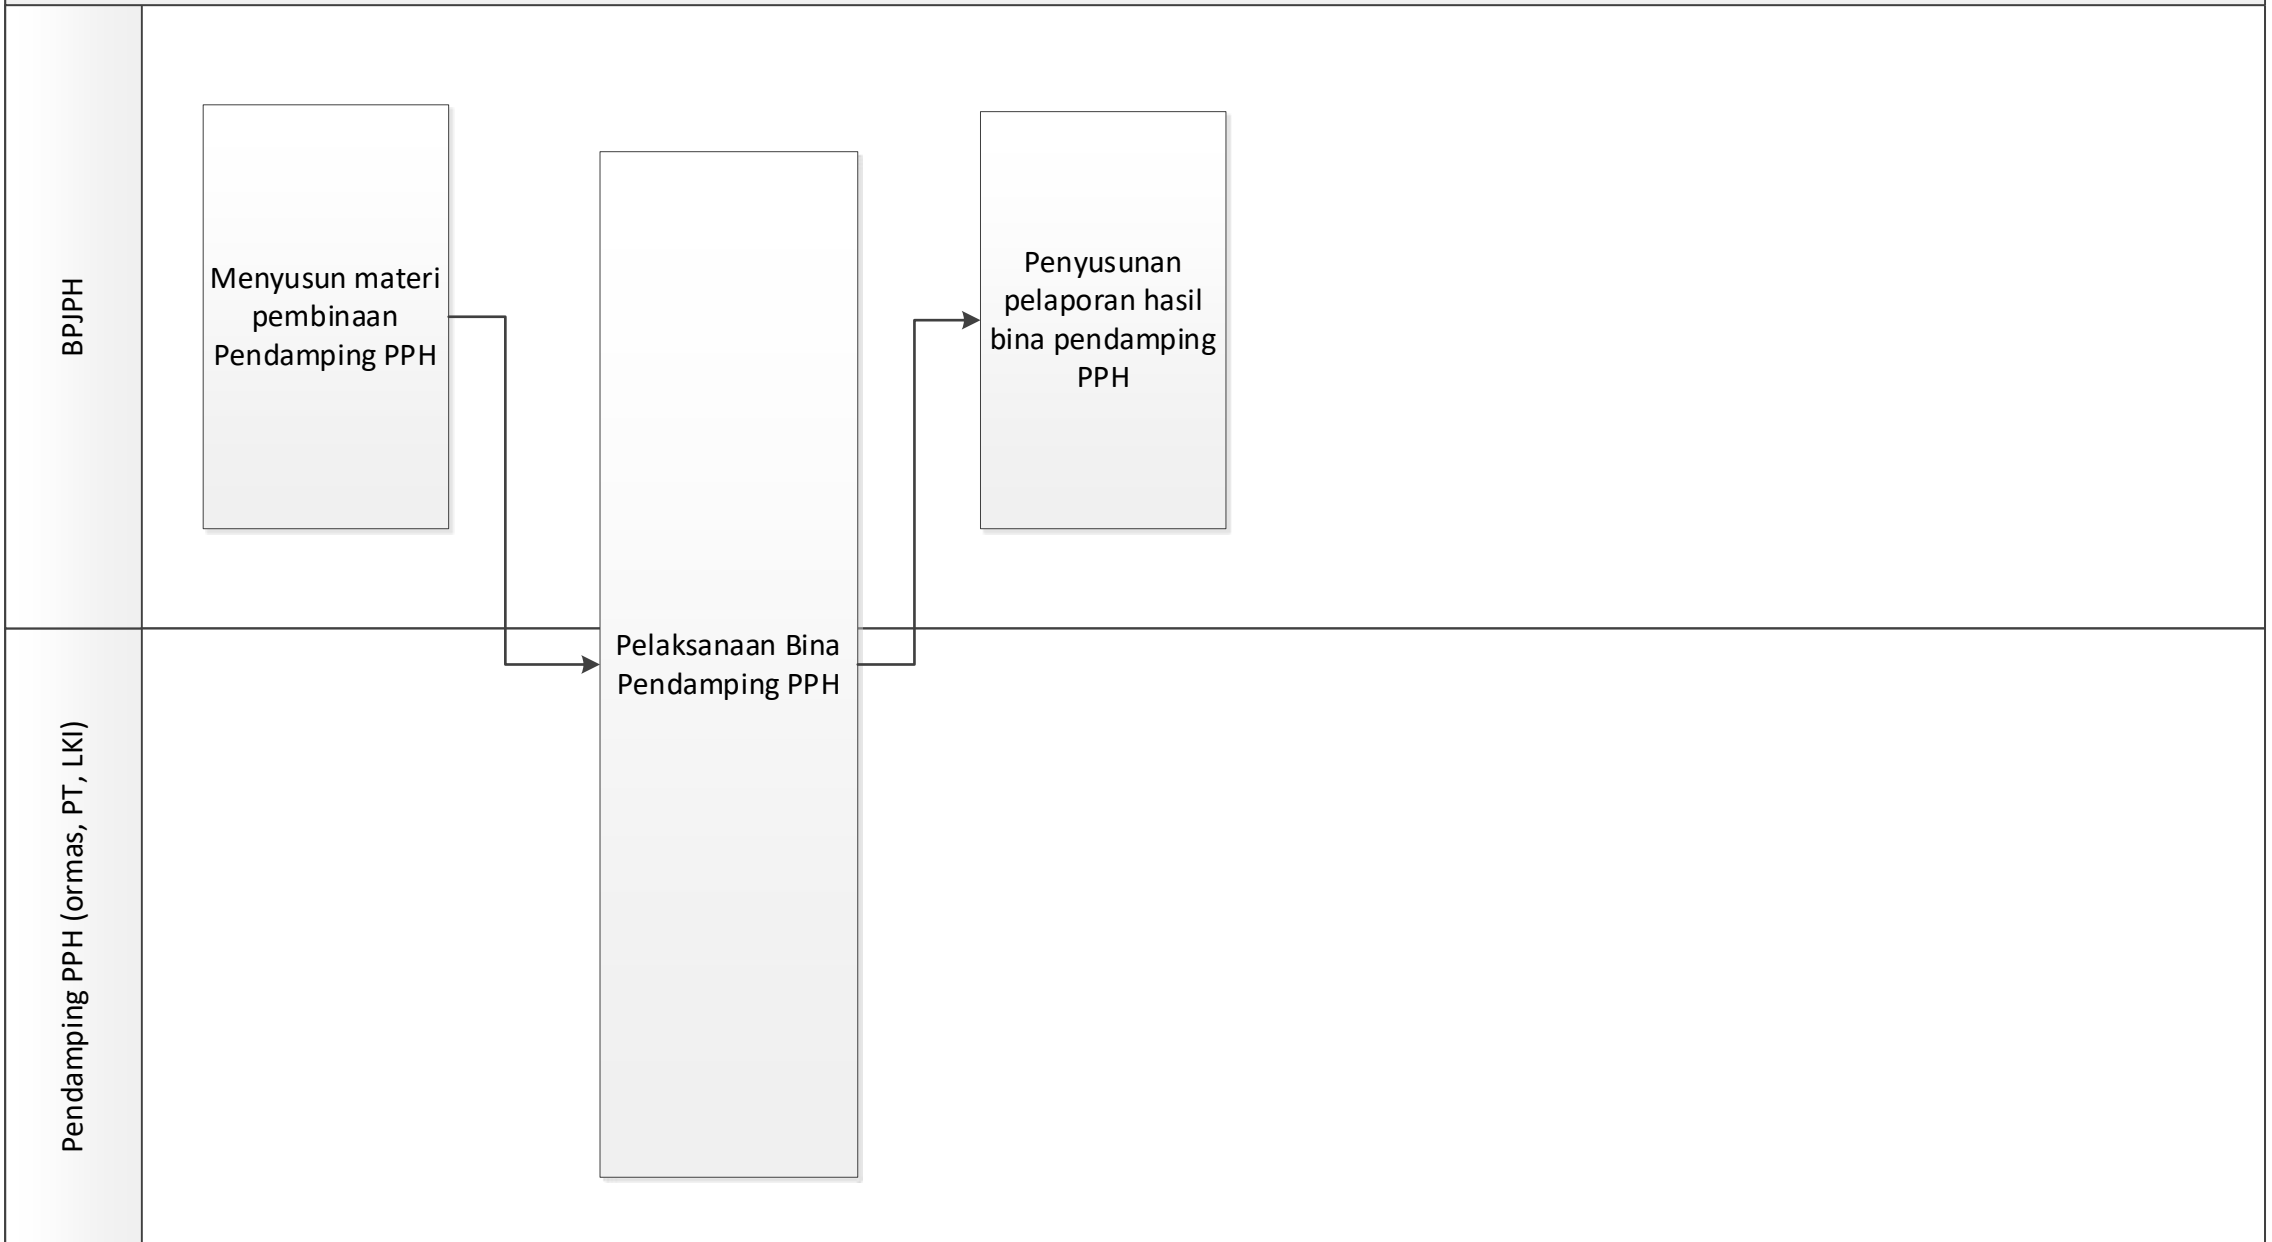 BPJPH
Menyusun materi
pembinaan
Pendamping PPH
Penyusunan
pelaporan hasil
bina pendamping
PPH
Pelaksanaan Bina
Pendamping PPH
Pendamping PPH (ormas, PT, LKI)